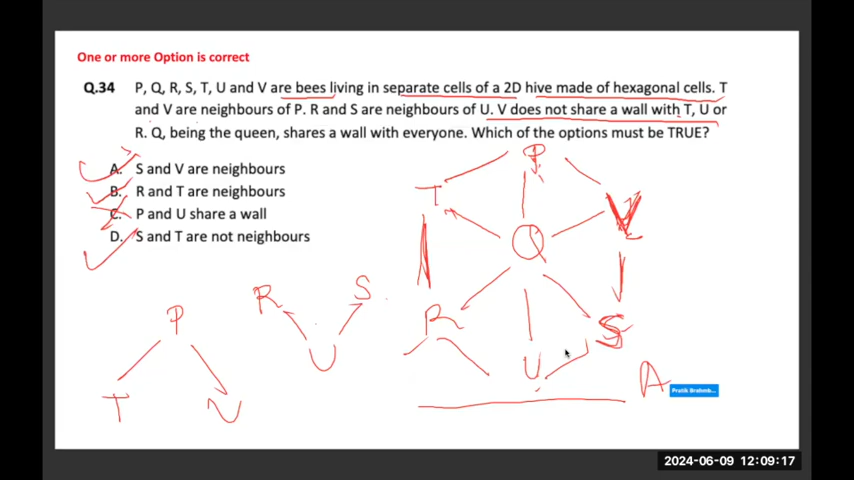 One or more Option is correct
Q.34 P, Q, R, S, T, U and V are bees living in separate cells of a 2D hive made of hexagonal cells. T
and V are neighbours of P. R and S are neighbours of U. V does not share a wall with T, U or
R. Q, being the queen, shares a wall with everyone. Which of the options must be TRUE?
A. S and V are neighbours
B. R and T are neighbours
C. P and U share a wall
D. S and T are not neighbours
P
T V
Q
R S
U
A
P
T V
R S
U
Pratik Brahmb...
2024-06-09 12:09:17